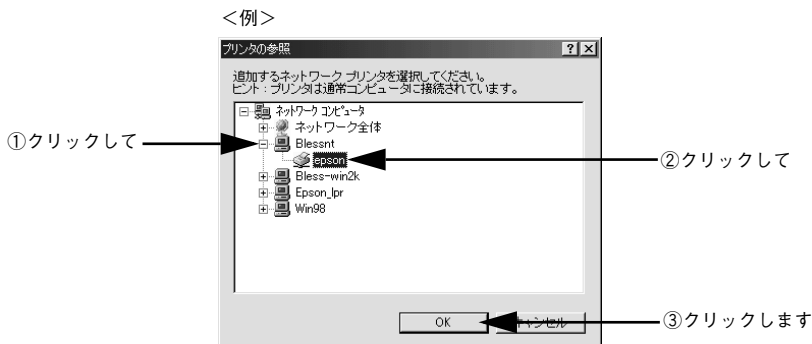 ＜例＞
プリンタの参照
追加するネットワーク プリンタを選択してください。
ヒント : プリンタは通常コンピュータに接続されています。
ネットワーク コンピュータ
ネットワーク全体
①クリックして
Blessnt
epson
②クリックして
Bless-win2k
Epson_lpr
Win98
OK
キャンセル
③クリックします